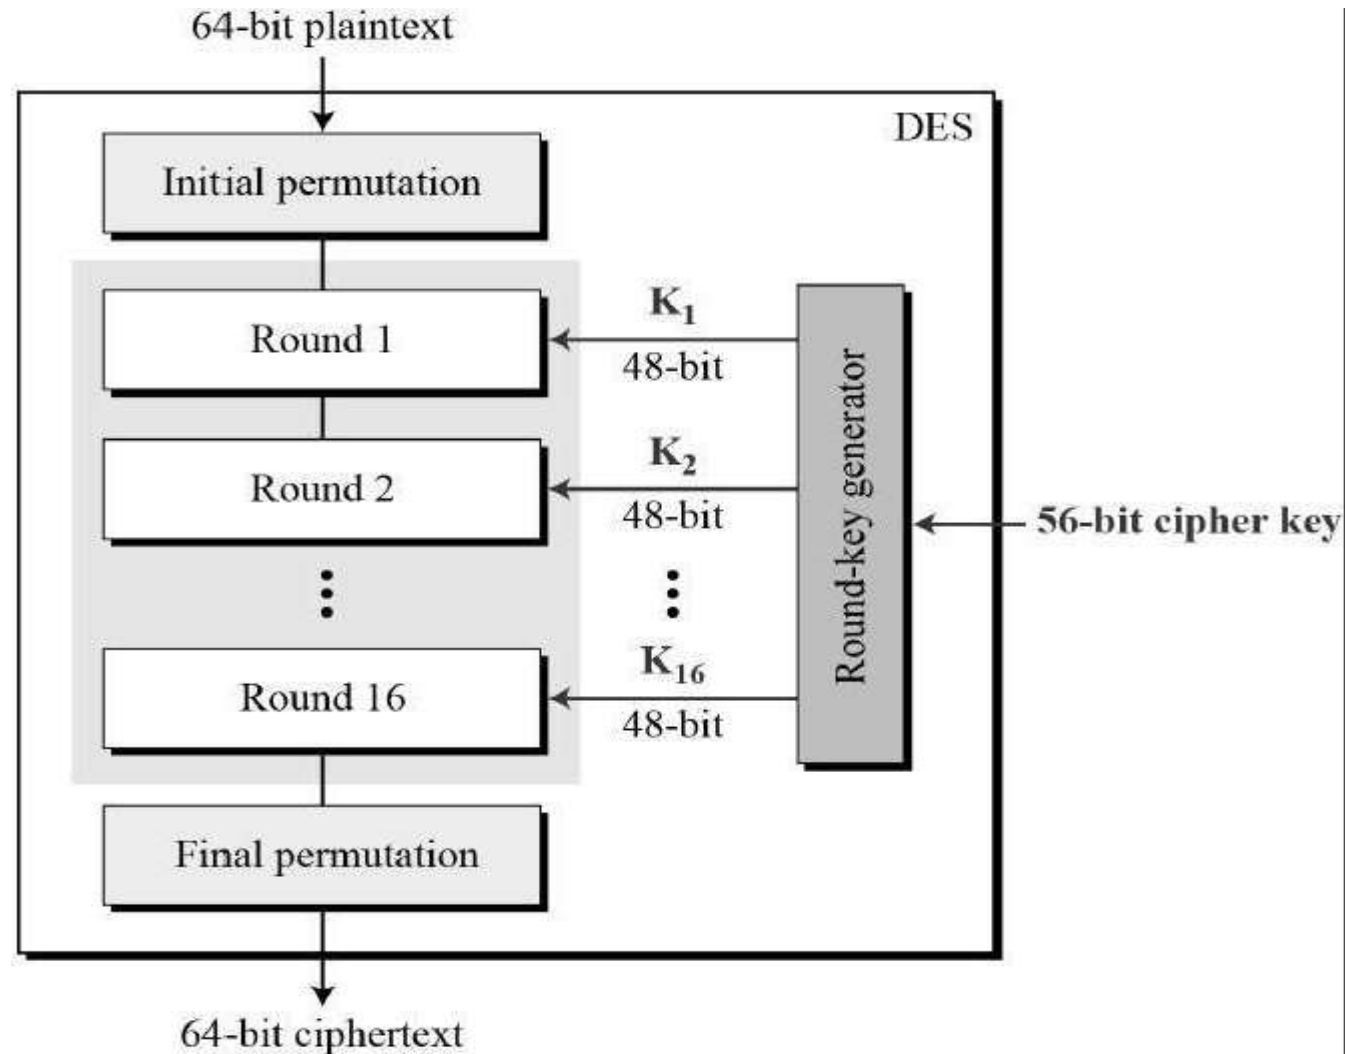 64-bit plaintext
DES
Initial permutation
Round 1
K1
48-bit
Round 2
K2
48-bit
Round-key generator
56-bit cipher key
Round 16
K16
48-bit
Final permutation
64-bit ciphertext